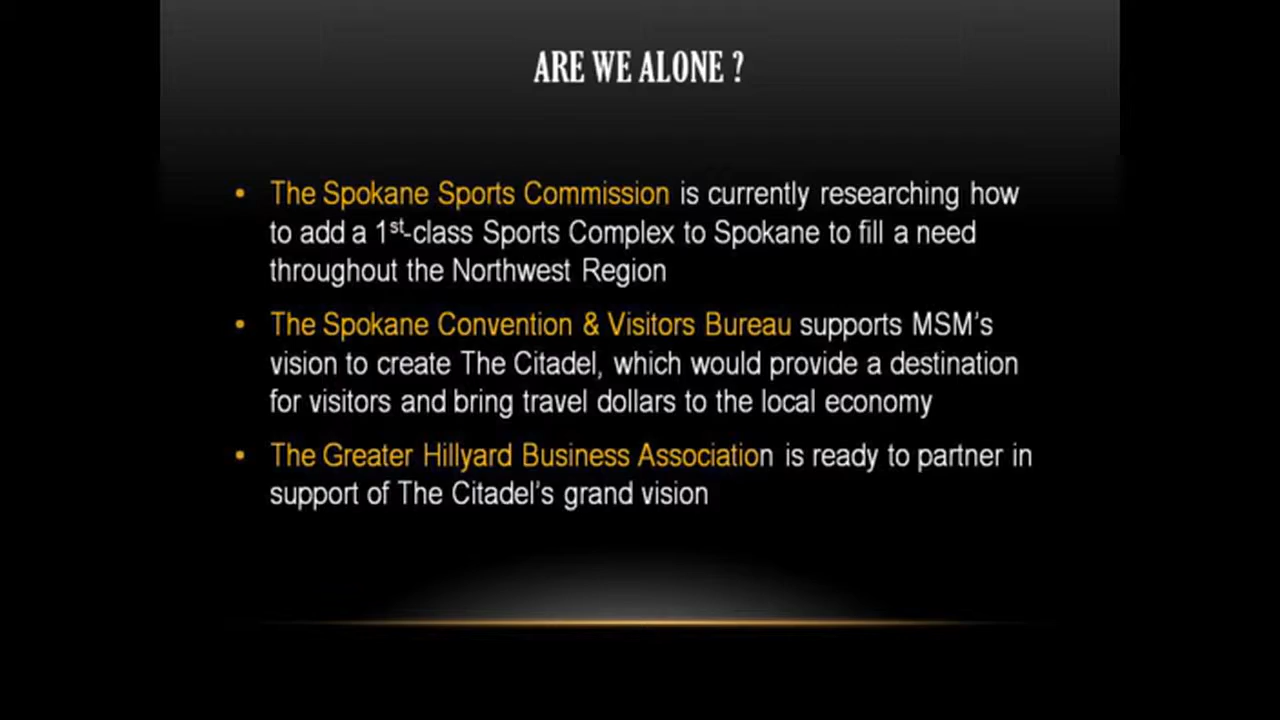 ARE WE ALONE ?
• The Spokane Sports Commission is currently researching how
to add a 1st-class Sports Complex to Spokane to fill a need
throughout the Northwest Region
• The Spokane Convention & Visitors Bureau supports MSM's
vision to create The Citadel, which would provide a destination
for visitors and bring travel dollars to the local economy
• The Greater Hillyard Business Association is ready to partner in
support of The Citadel's grand vision